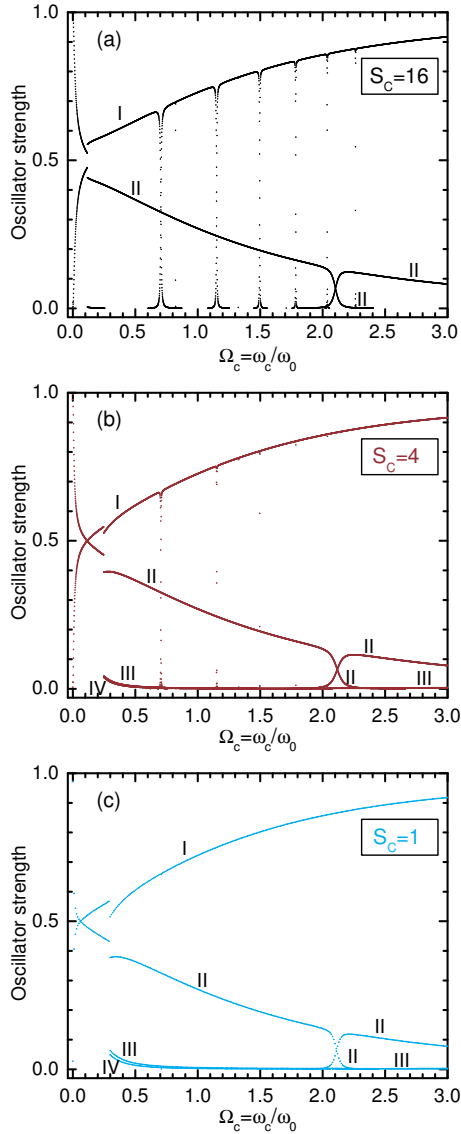 (a)
S_C=16
Oscillator strength
1.0
0.5
0.0
I
II
II
II
0.0 0.5 1.0 1.5 2.0 2.5 3.0
Ω_c=ω_c/ω_0
(b)
S_C=4
Oscillator strength
1.0
0.5
0.0
I
II
II
IV III II III
0.0 0.5 1.0 1.5 2.0 2.5 3.0
Ω_c=ω_c/ω_0
(c)
S_C=1
Oscillator strength
1.0
0.5
0.0
I
II
II
IV III II III
0.0 0.5 1.0 1.5 2.0 2.5 3.0
Ω_c=ω_c/ω_0